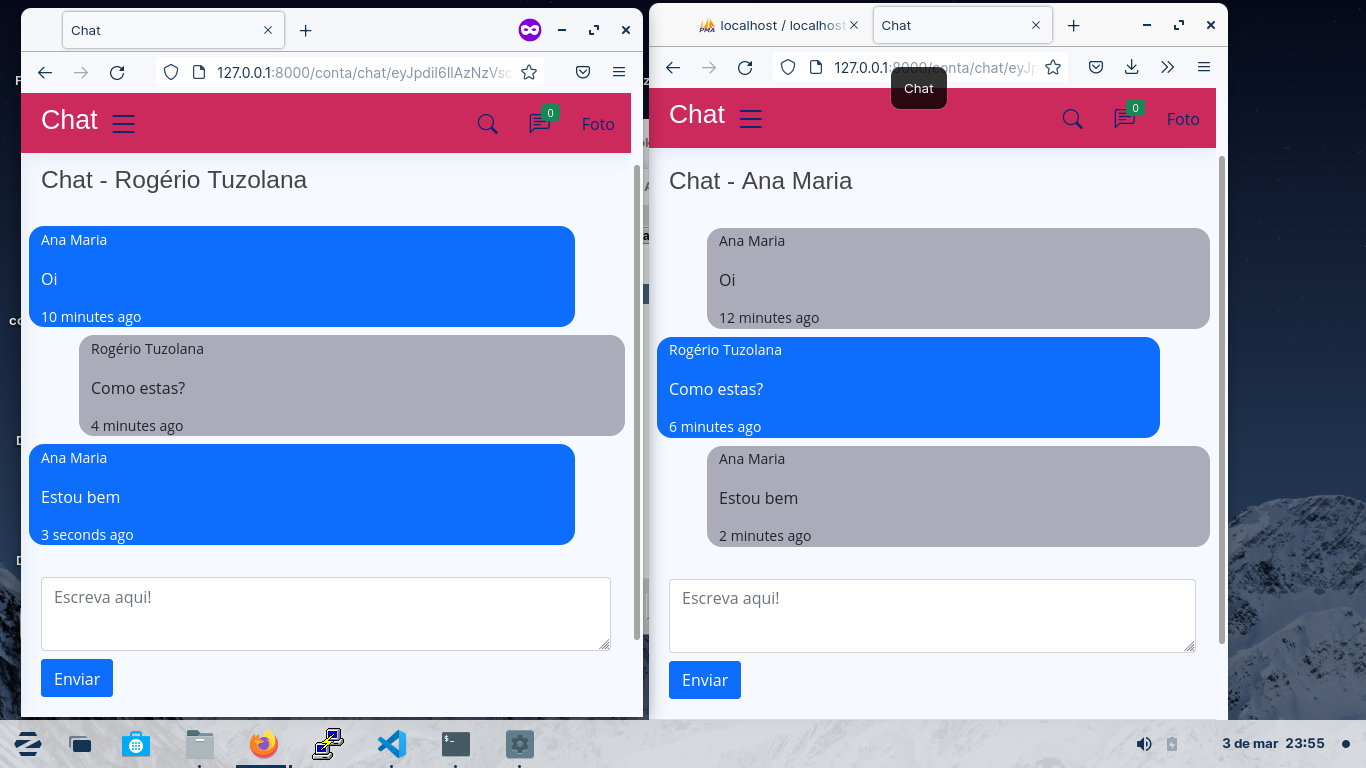 Chat
127.0.0.1:8000/conta/chat/eyJpdiI6IlAzNzVsc
Chat
0
Foto
Chat - Rogério Tuzolana
Ana Maria
Oi
10 minutes ago
Rogério Tuzolana
Como estas?
4 minutes ago
Ana Maria
Estou bem
3 seconds ago
Escreva aqui!
Enviar
localhost / localhost
Chat
127.0.0.1:8000/conta/chat/eyJp
Chat
Chat
0
Foto
Chat - Ana Maria
Ana Maria
Oi
12 minutes ago
Rogério Tuzolana
Como estas?
6 minutes ago
Ana Maria
Estou bem
2 minutes ago
Escreva aqui!
Enviar
3 de mar 23:55